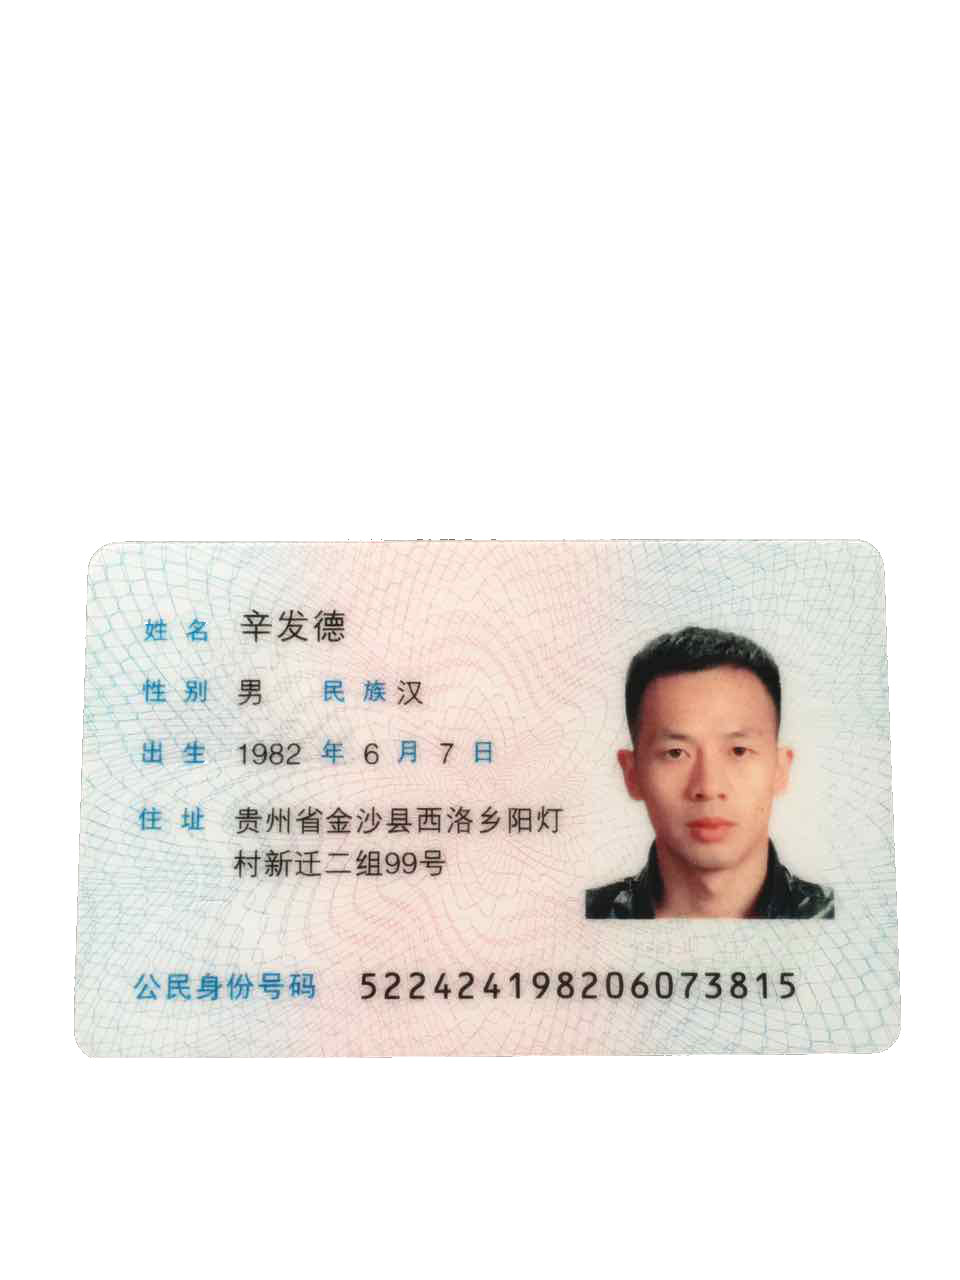 姓名 辛发德
性别 男 民族 汉
出生 1982 年 6 月 7 日
住址 贵州省金沙县西洛乡阳灯
村新迁二组99号
公民身份号码 522424198206073815